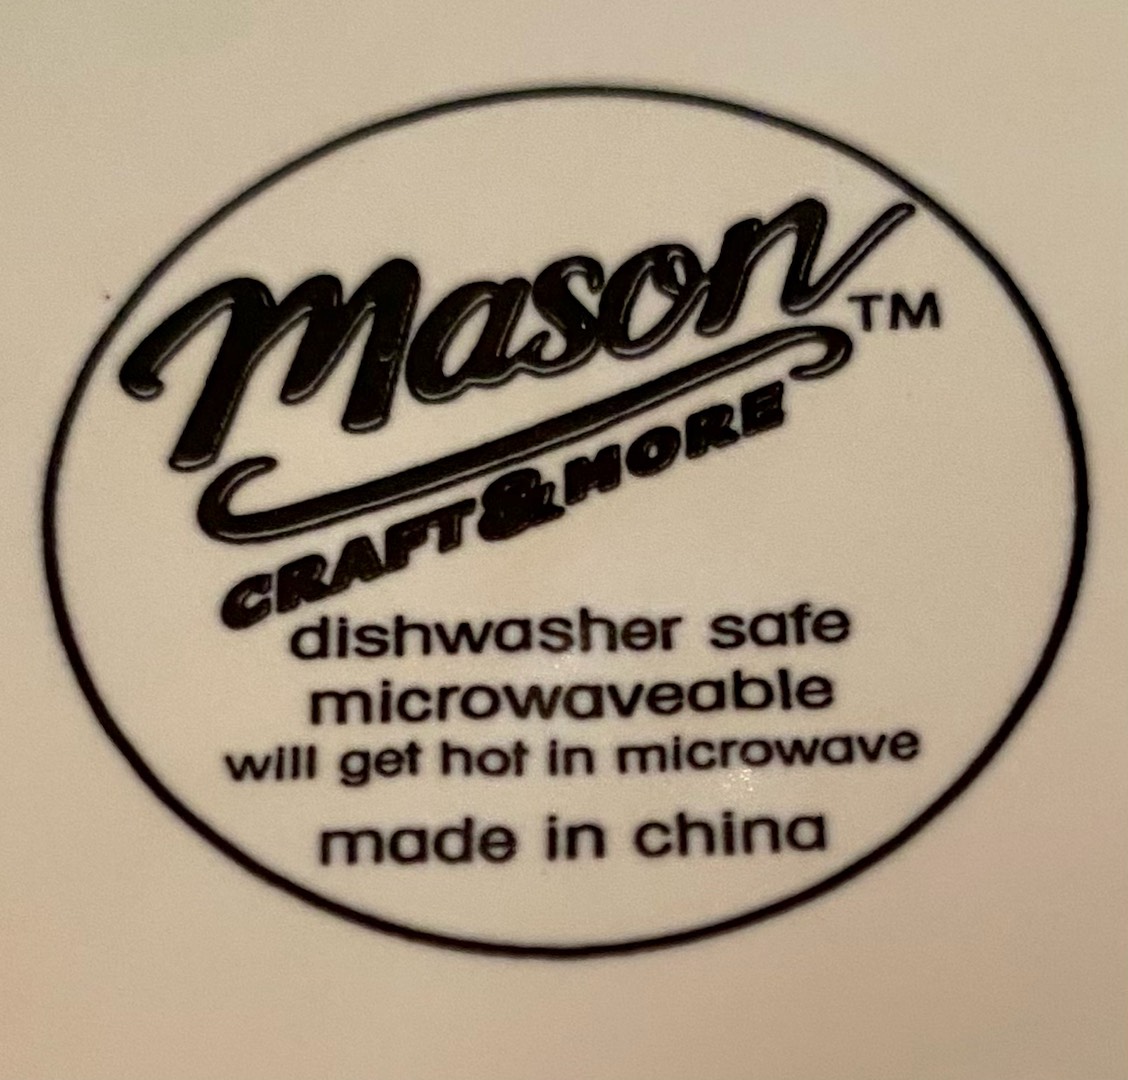 Mason TM
CRAFT & MORE
dishwasher safe
microwaveable
will get hot in microwave
made in china